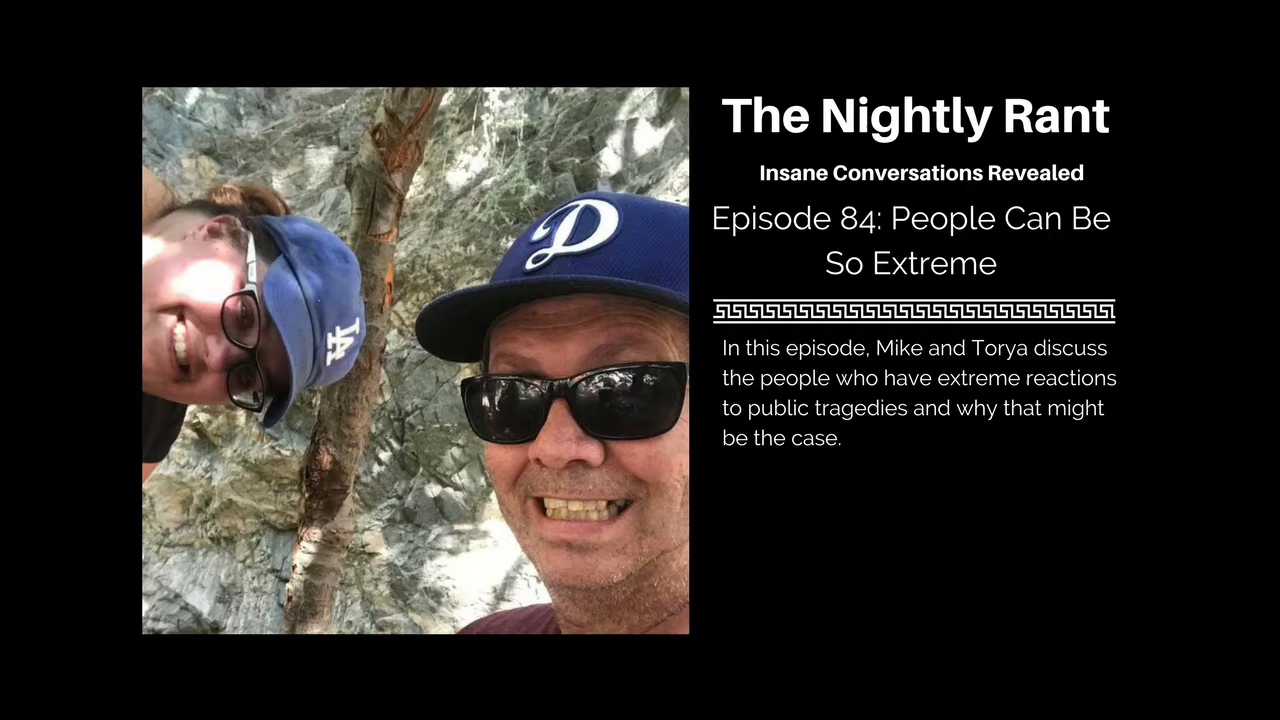 LA
D
The Nightly Rant
Insane Conversations Revealed
Episode 84: People Can Be
So Extreme
In this episode, Mike and Torya discuss
the people who have extreme reactions
to public tragedies and why that might
be the case.